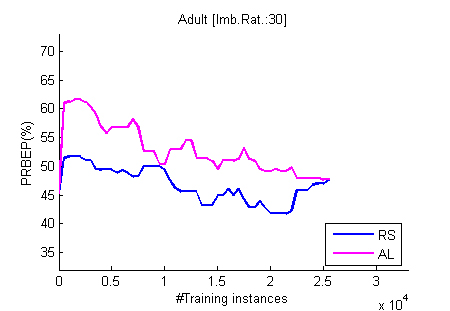 Adult [Imb.Rat.:30]
70
65
60
55
50
45
40
35
PRBEP(%)
0 0.5 1 1.5 2 2.5 3
#Training instances
x 10^4
RS
AL